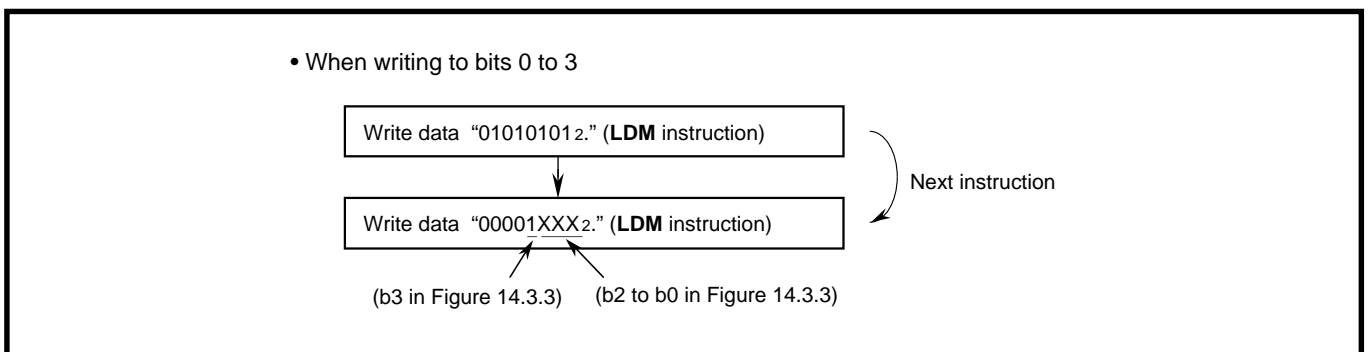 • When writing to bits 0 to 3
Write data “01010101₂.” (LDM instruction)
Next instruction
Write data “00001XXX₂.” (LDM instruction)
(b3 in Figure 14.3.3) (b2 to b0 in Figure 14.3.3)